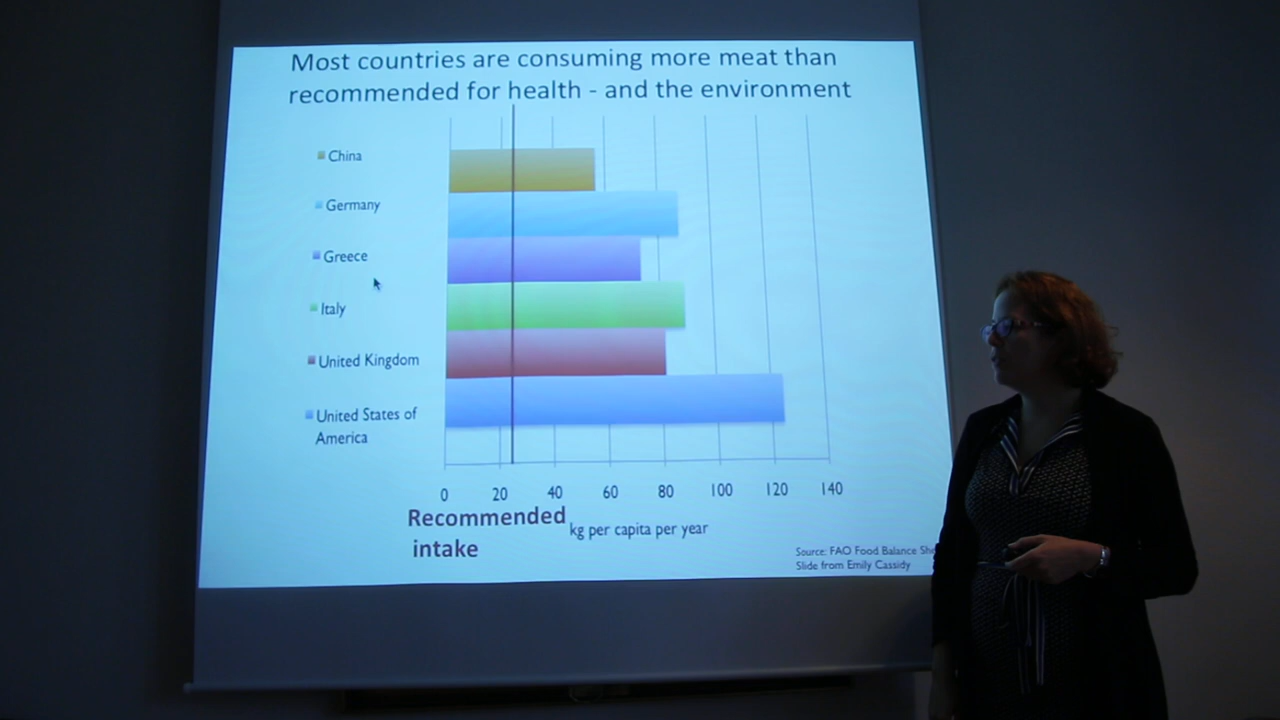 Most countries are consuming more meat than
recommended for health - and the environment
China
Germany
Greece
Italy
United Kingdom
United States of
America
0 20 40 60 80 100 120 140
Recommended
intake
kg per capita per year
Source: FAO Food Balance
Slide from Emily Cassidy